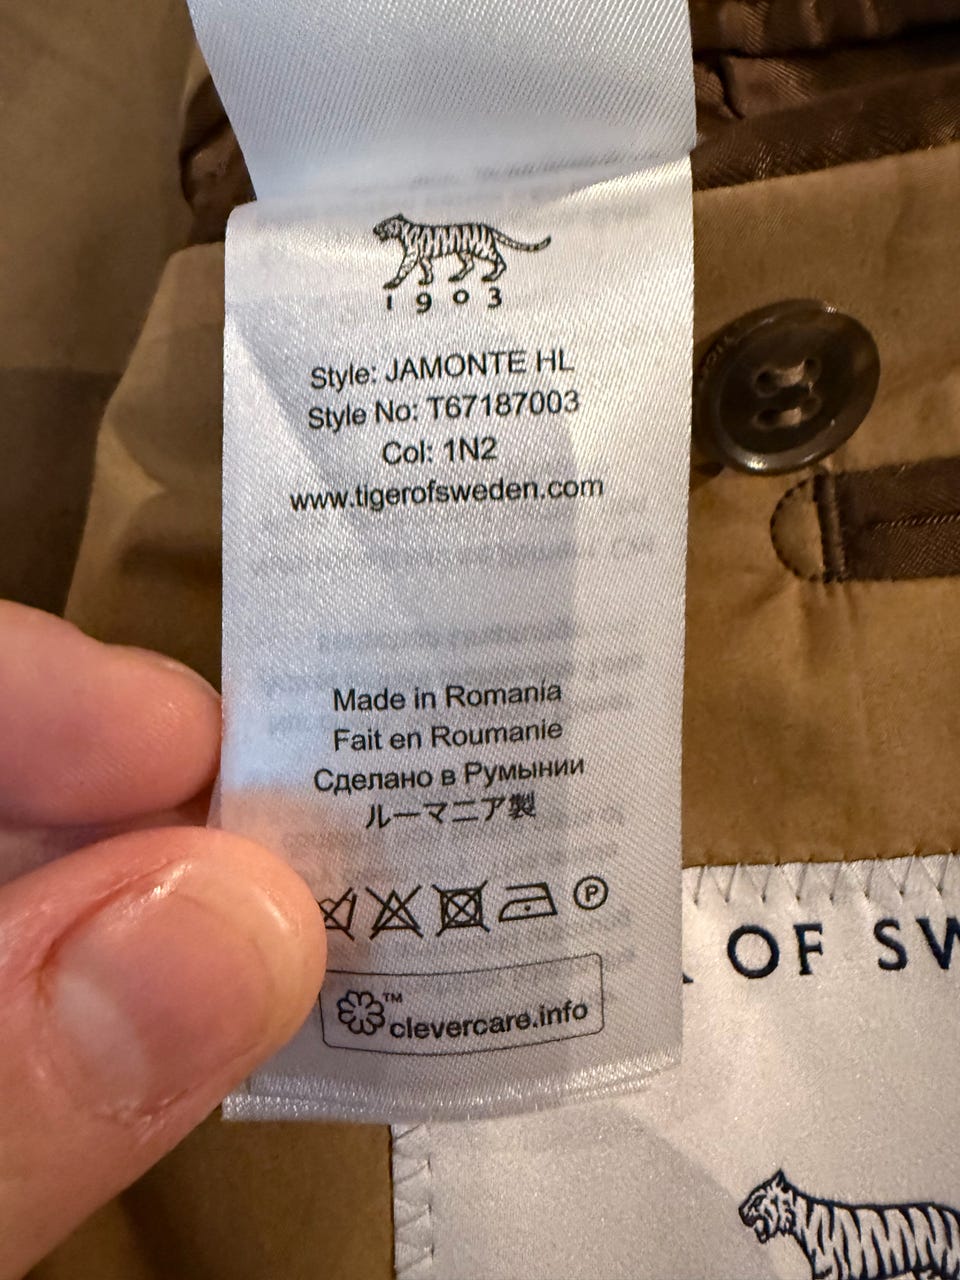 1903
Style: JAMONTE HL
Style No: T67187003
Col: 1N2
www.tigerofsweden.com
Made in Romania
Fait en Roumanie
Сделано в Румынии
ルーマニア製
P
™ clevercare.info
OF